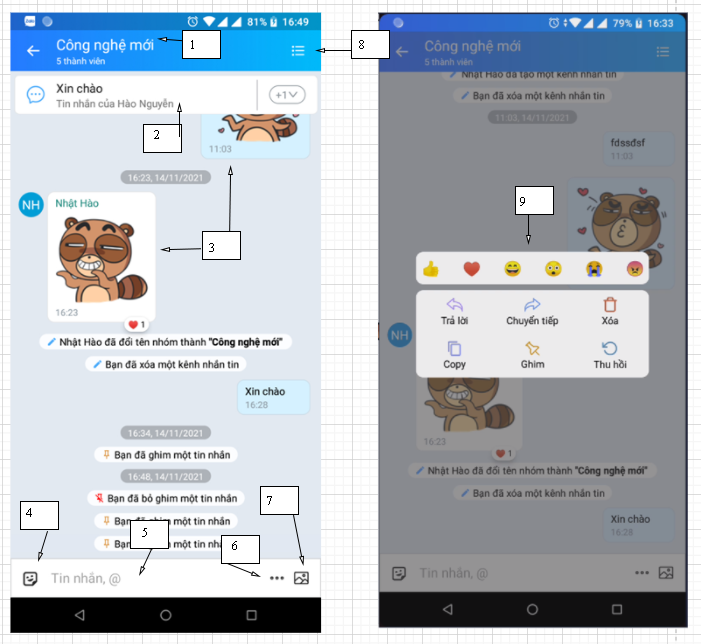 81% 16:49
Công nghệ mới
5 thành viên
1
8
Xin chào
Tin nhắn của Hào Nguyễn
+1
2
11:03
16:23, 14/11/2021
NH
Nhật Hào
3
16:23
1
Nhật Hào đã đổi tên nhóm thành "Công nghệ mới"
Bạn đã xóa một kênh nhắn tin
Xin chào
16:28
16:34, 14/11/2021
Bạn đã ghim một tin nhắn
16:48, 14/11/2021
Bạn đã bỏ ghim một tin nhắn
Bạn đã ghim một tin nhắn
Bạn đã ghim một tin nhắn
4
5
6
7
Tin nhắn, @
79% 16:33
Công nghệ mới
5 thành viên
Nhật Hào đã tạo một kênh nhắn tin
Bạn đã xóa một kênh nhắn tin
11:03, 14/11/2021
fdssđsf
11:03
9
Trả lời
Chuyển tiếp
Xóa
Copy
Ghim
Thu hồi
NH
16:23
1
Nhật Hào đã đổi tên nhóm thành "Công nghệ mới"
Bạn đã xóa một kênh nhắn tin
Xin chào
16:28
Tin nhắn, @